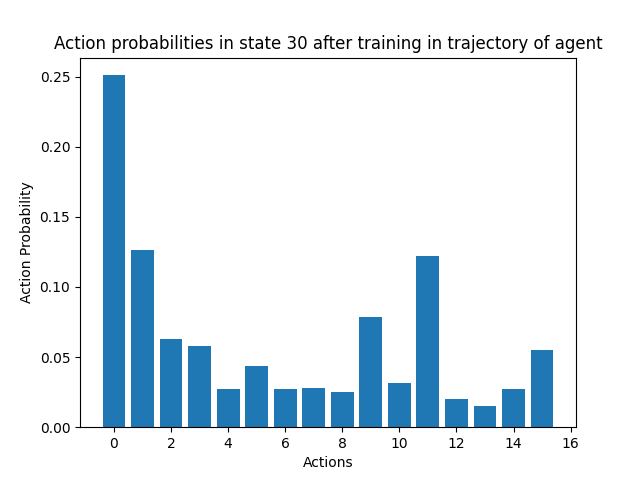 Action probabilities in state 30 after training in trajectory of agent
0.25
0.20
0.15
0.10
0.05
0.00
Action Probability
0 2 4 6 8 10 12 14 16
Actions